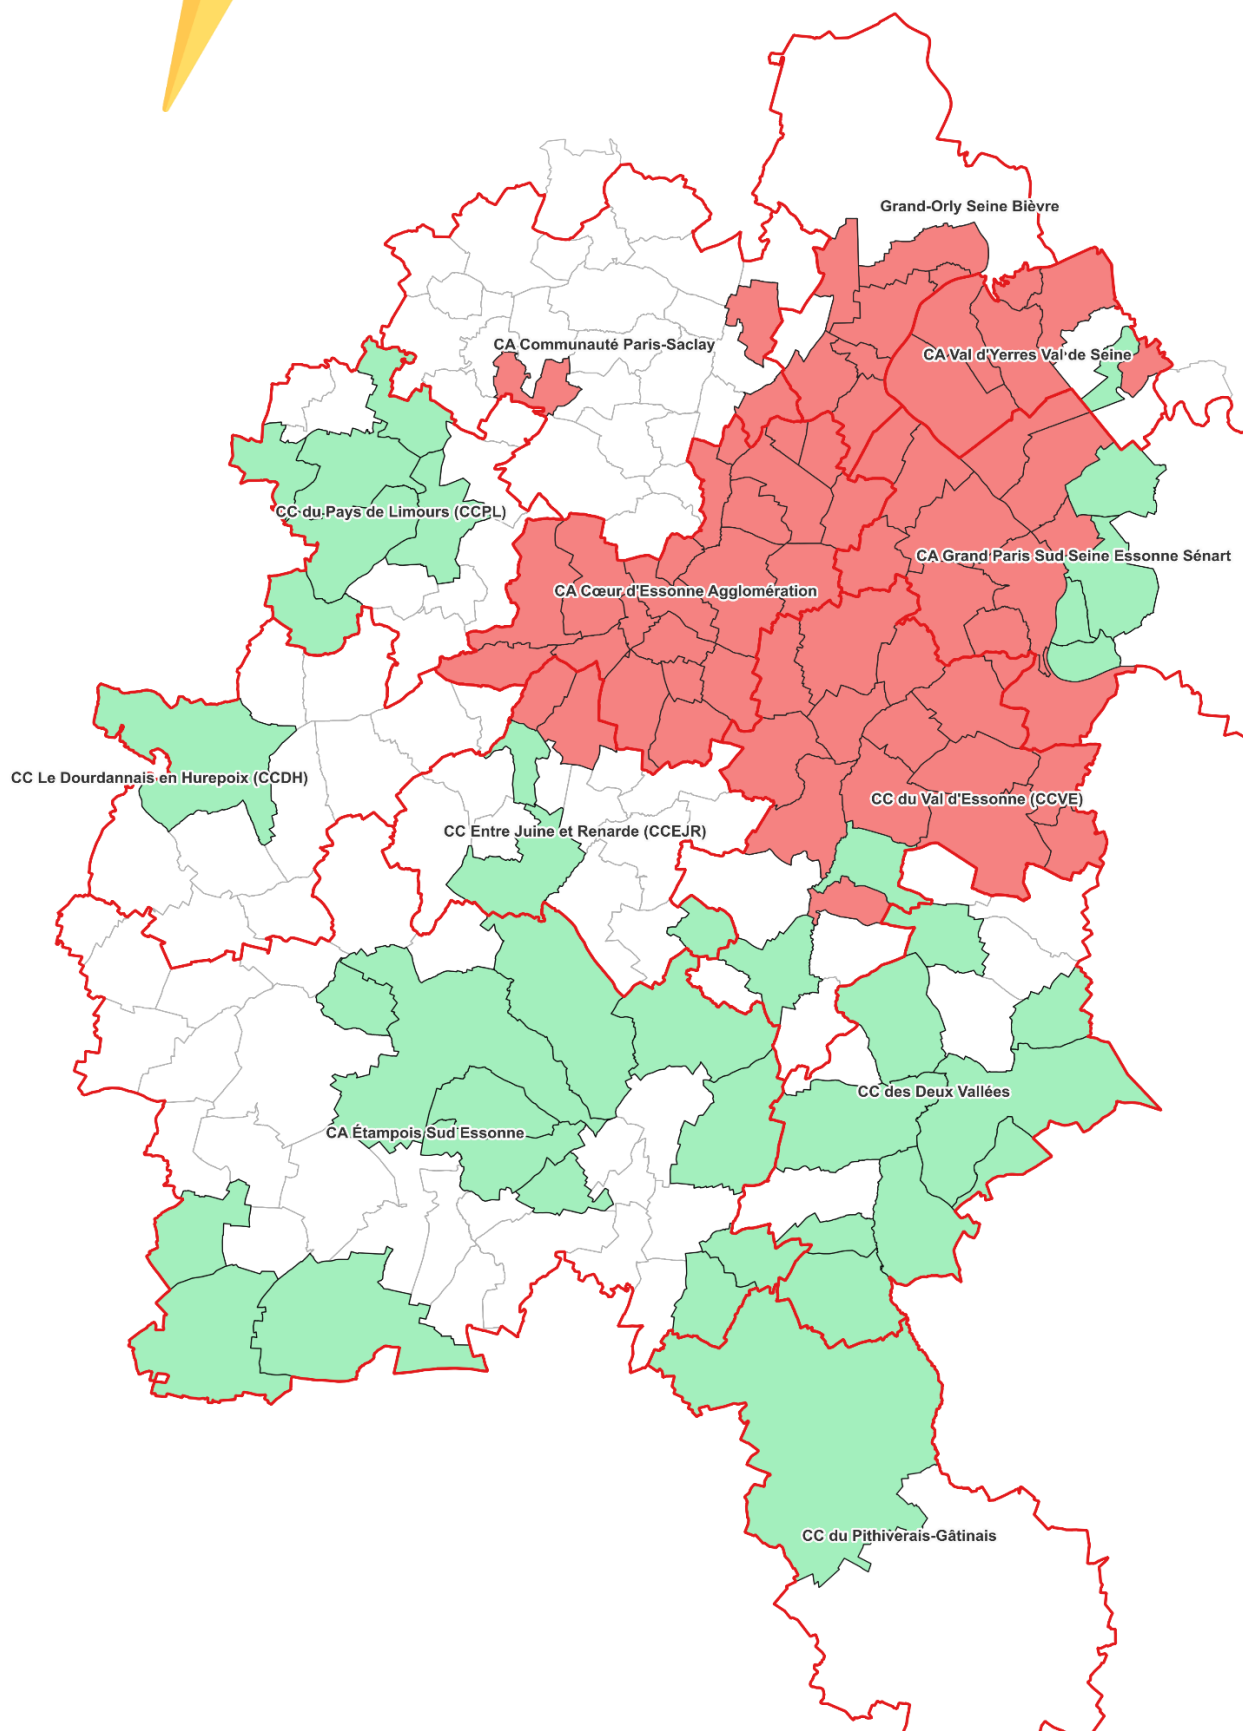 Grand-Orly Seine Bièvre
CA Communauté Paris-Saclay
CA Val d'Yerres Val de Seine
CC du Pays de Limours (CCPL)
CA Grand Paris Sud Seine Essonne Sénart
CA Cœur d'Essonne Agglomération
CC Le Dourdannais en Hurepoix (CCDH)
CC du Val d'Essonne (CCVE)
CC Entre Juine et Renarde (CCEJR)
CC des Deux Vallées
CA Étampois Sud Essonne
CC du Pithiverais-Gâtinais